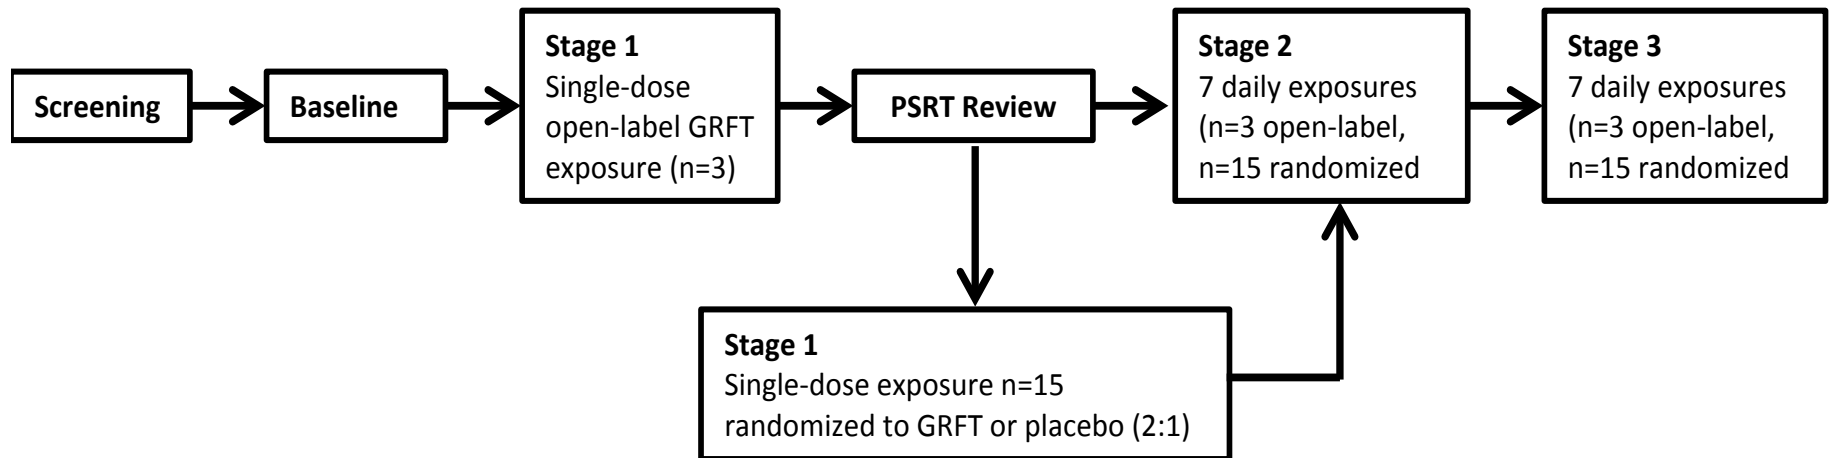 Screening
Baseline
Stage 1
Single-dose
open-label GRFT
exposure (n=3)
PSRT Review
Stage 2
7 daily exposures
(n=3 open-label,
n=15 randomized
Stage 3
7 daily exposures
(n=3 open-label,
n=15 randomized
Stage 1
Single-dose exposure n=15
randomized to GRFT or placebo (2:1)